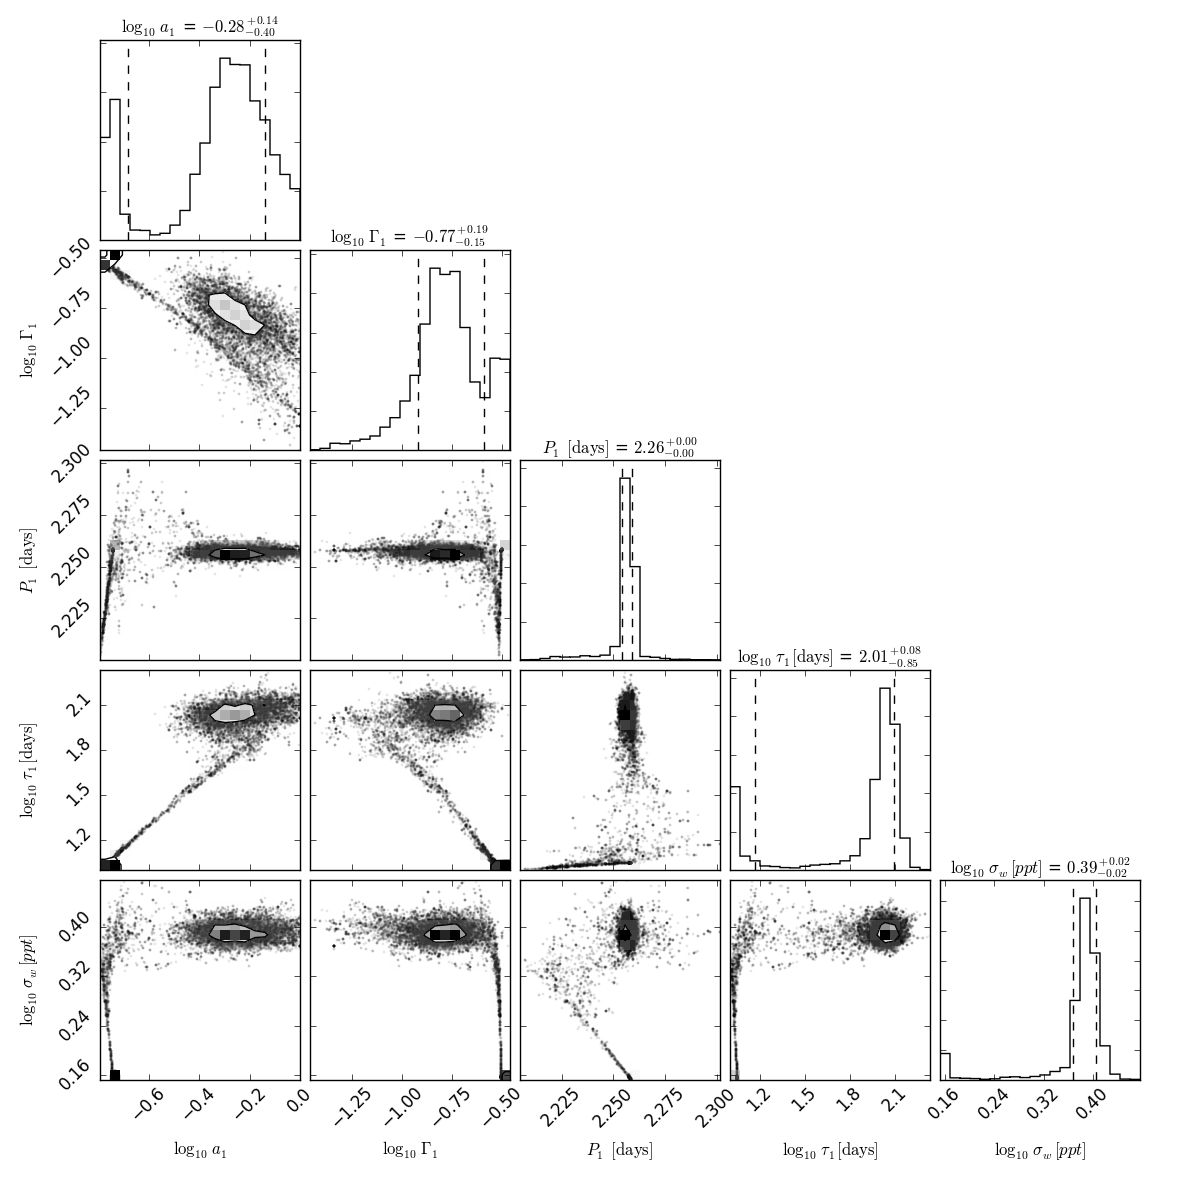 log₁₀ a₁ = −0.28⁺⁰·¹⁴₋₀.₄₀
−0.50
−0.75
−1.00
−1.25
log₁₀ Γ₁
log₁₀ Γ₁ = −0.77⁺⁰·¹⁹₋₀.₁₅
2.300
2.275
2.250
2.225
P₁ [days]
P₁ [days] = 2.26⁺⁰·⁰⁰₋₀.₀₀
2.1
1.8
1.5
1.2
log₁₀ τ₁[days]
log₁₀ τ₁[days] = 2.01⁺⁰·⁰⁸₋₀.₈₅
0.40
0.32
0.24
0.16
log₁₀ σ_w [ppt]
log₁₀ σ_w [ppt] = 0.39⁺⁰·⁰²₋₀.₀₂
−0.6 −0.4 −0.2 0.0 −1.25 −1.00 −0.75 −0.50 2.225 2.250 2.275 2.300 1.2 1.5 1.8 2.1 0.16 0.24 0.32 0.40
log₁₀ a₁ log₁₀ Γ₁ P₁ [days] log₁₀ τ₁[days] log₁₀ σ_w [ppt]